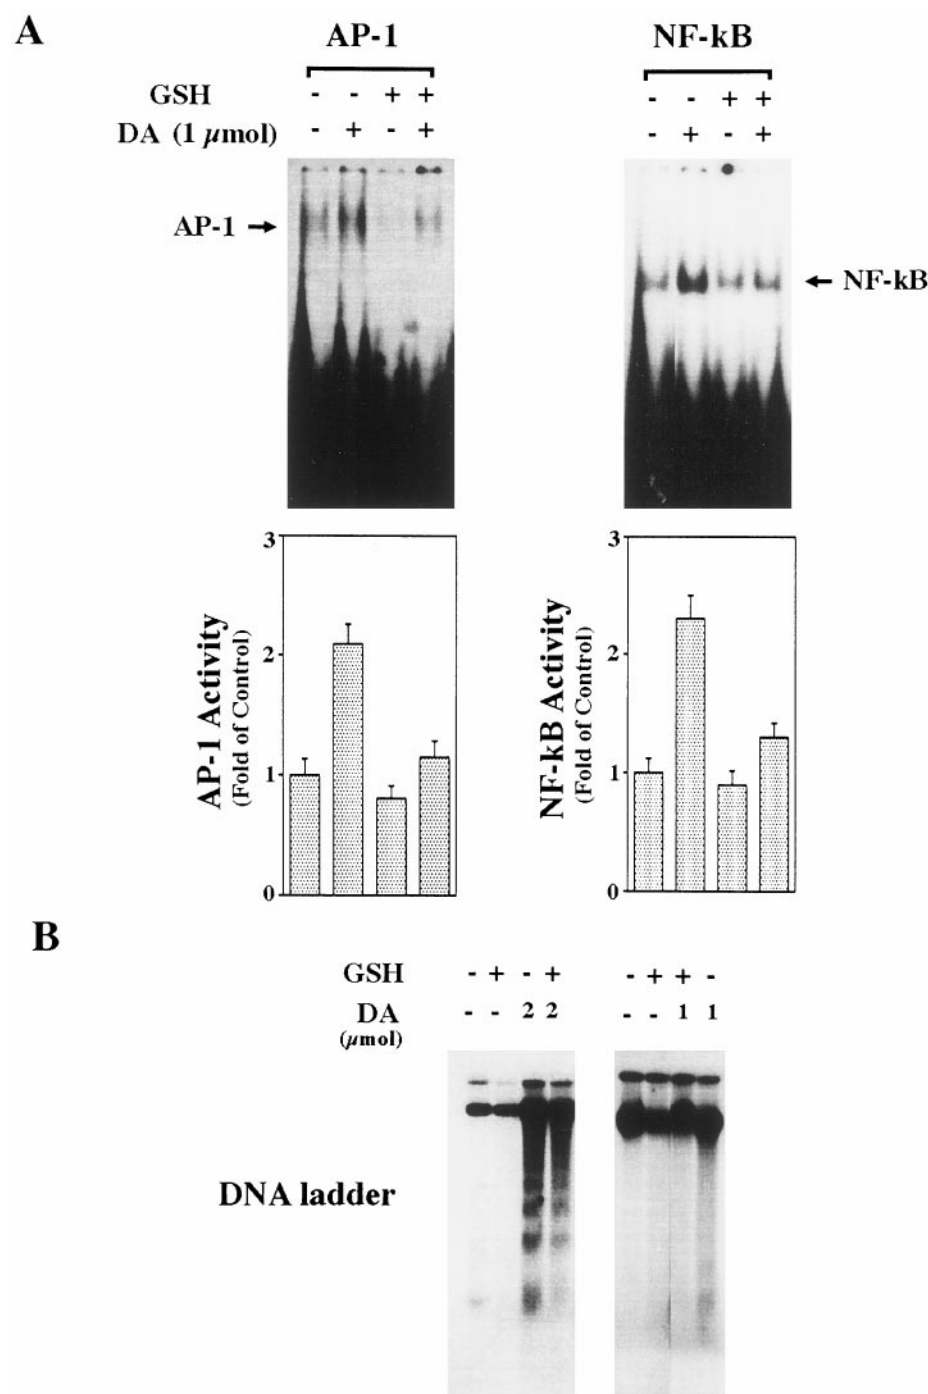 A
AP-1
NF-kB
GSH - - + + - - + +
DA (1 µmol) - + - + - + - +
AP-1
NF-kB
3
2
1
0
AP-1 Activity
(Fold of Control)
3
2
1
0
NF-kB Activity
(Fold of Control)
B
GSH - + - + - + + -
DA - - 2 2 - - 1 1
(µmol)
DNA ladder